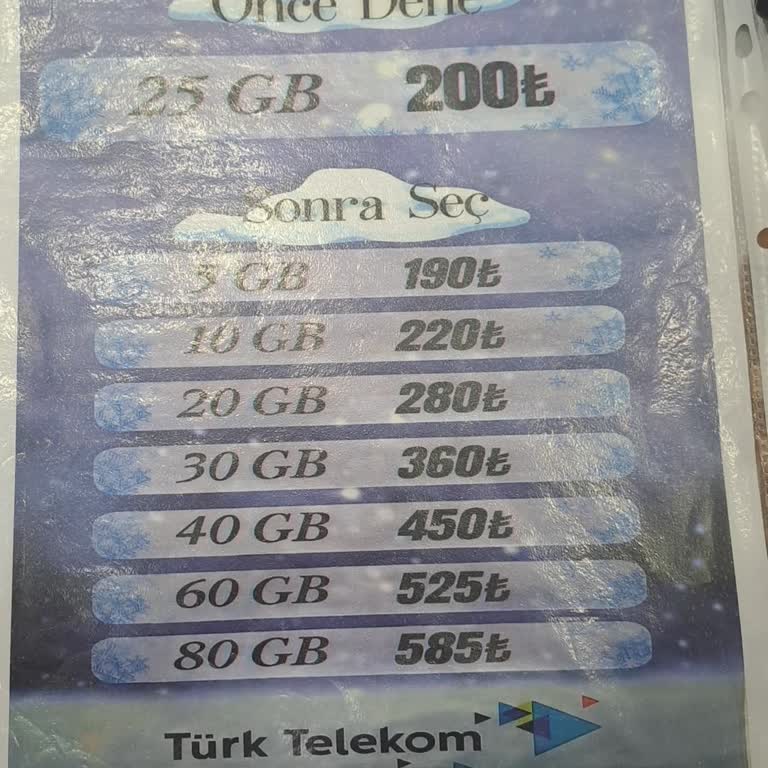 Önce Dene
25 GB 200₺
Sonra Seç
5 GB 190₺
10 GB 220₺
20 GB 280₺
30 GB 360₺
40 GB 450₺
60 GB 525₺
80 GB 585₺
Türk Telekom